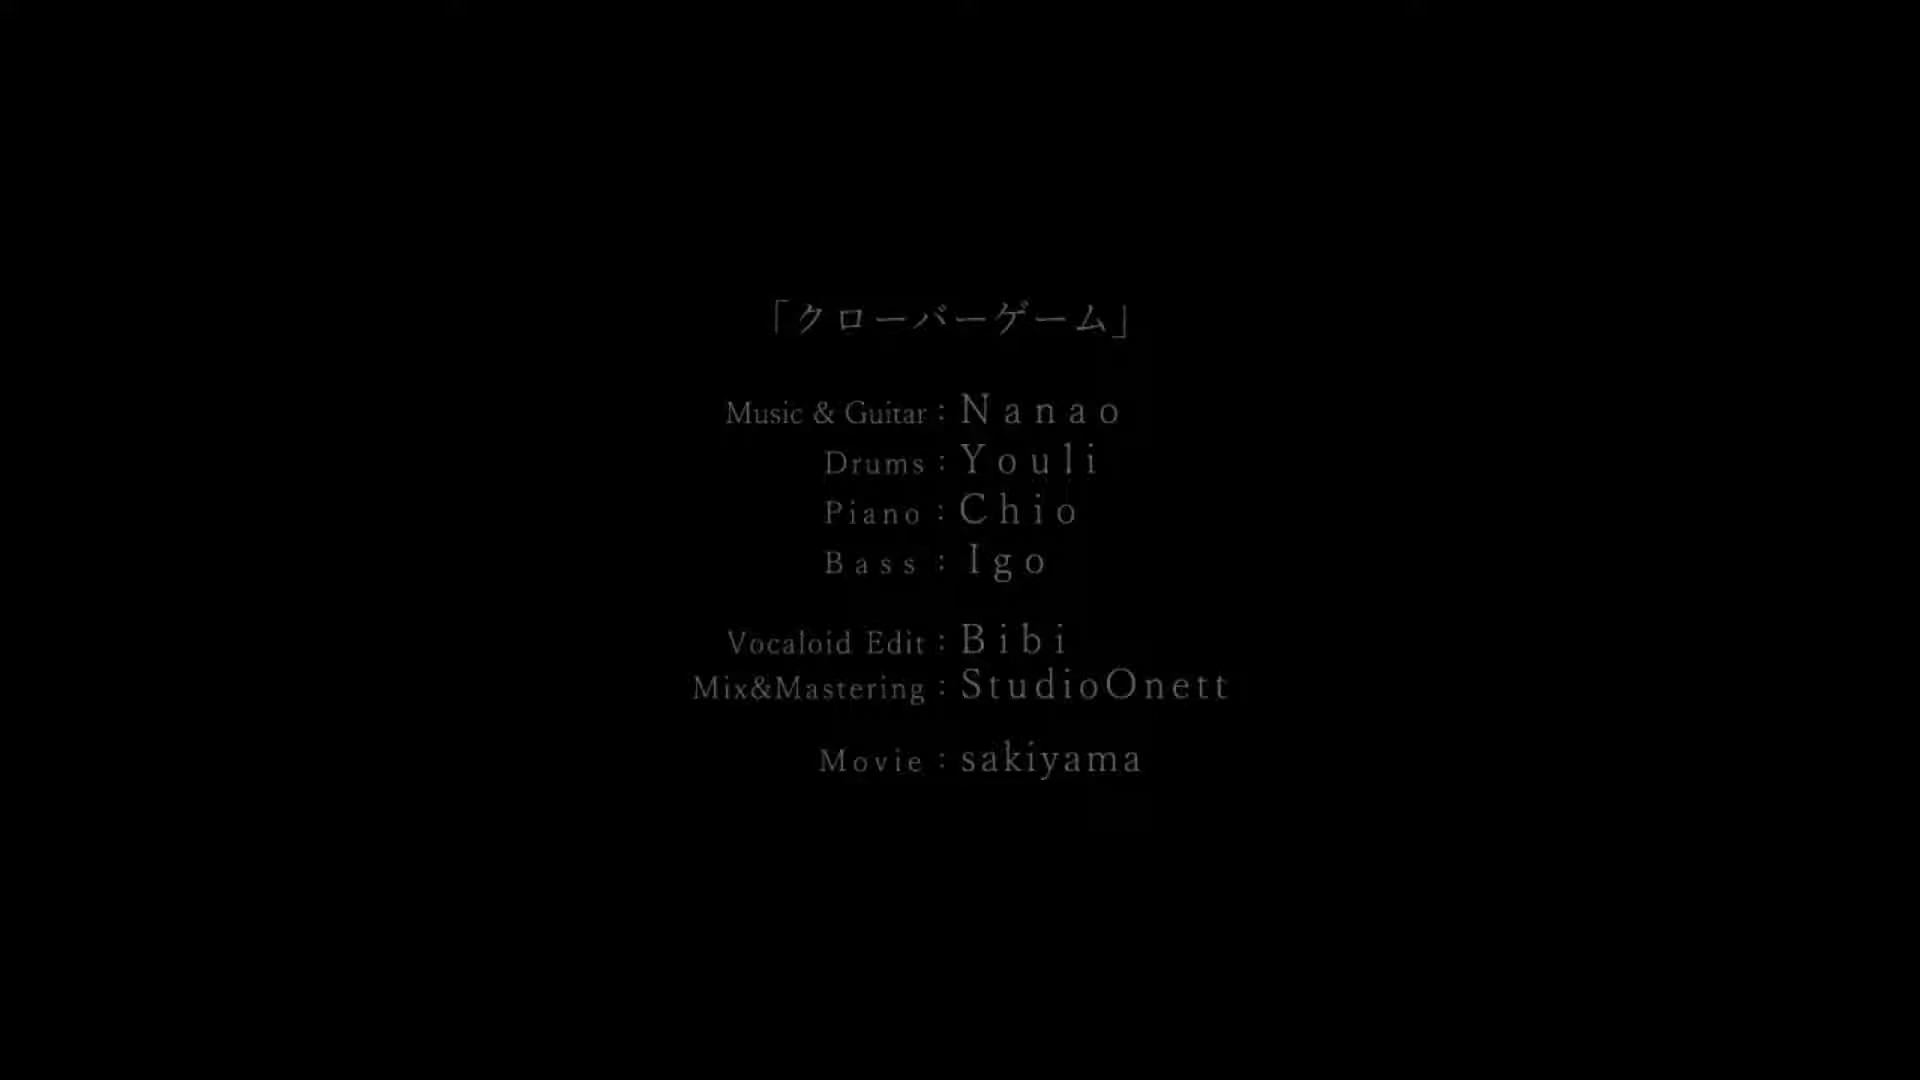 「クローバーゲーム」
Music & Guitar : Nanao
Drums : Youli
Piano : Chio
Bass : Igo
Vocaloid Edit : Bibi
Mix&Mastering : StudioOnett
Movie : sakiyama